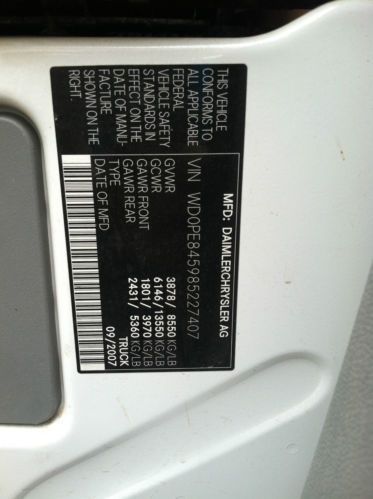 MFD: DAIMLERCHRYSLER AG
VIN WD0PE845985227407
THIS VEHICLE
CONFORMS TO
ALL APPLICABLE
FEDERAL
VEHICLE SAFETY
STANDARDS IN
EFFECT ON THE
DATE OF MANU-
FACTURE
SHOWN ON THE
RIGHT.
GVWR 3878/ 8550 KG/LB
GCWR 6146/13550 KG/LB
GAWR FRONT 1801/ 3970 KG/LB
GAWR REAR 2431/ 5360 KG/LB
TYPE TRUCK
DATE OF MFD 09/2007